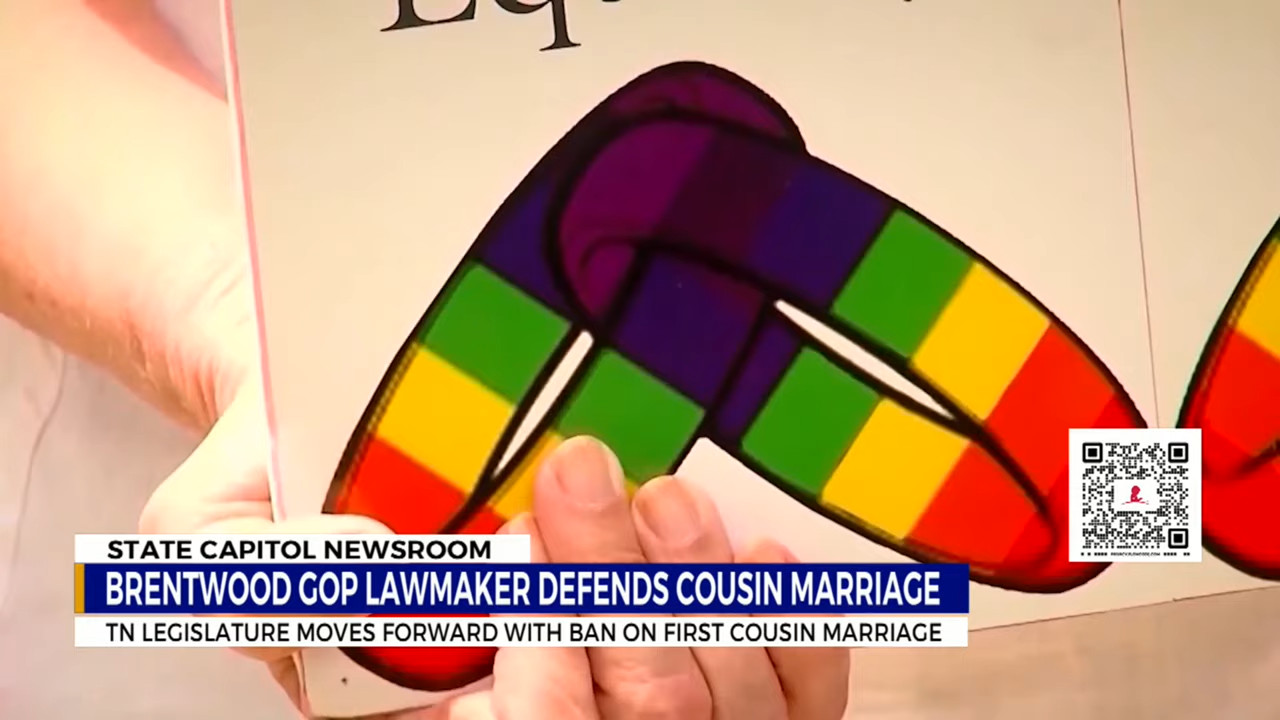 STATE CAPITOL NEWSROOM
BRENTWOOD GOP LAWMAKER DEFENDS COUSIN MARRIAGE
TN LEGISLATURE MOVES FORWARD WITH BAN ON FIRST COUSIN MARRIAGE